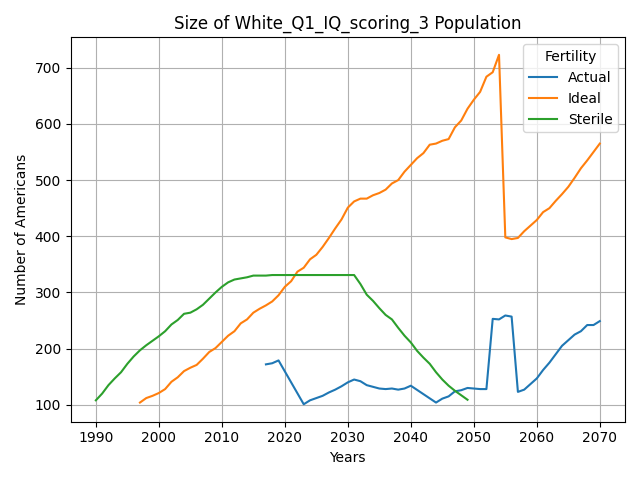 Size of White_Q1_IQ_scoring_3 Population
Number of Americans
700
600
500
400
300
200
100
Fertility
Actual
Ideal
Sterile
1990 2000 2010 2020 2030 2040 2050 2060 2070
Years